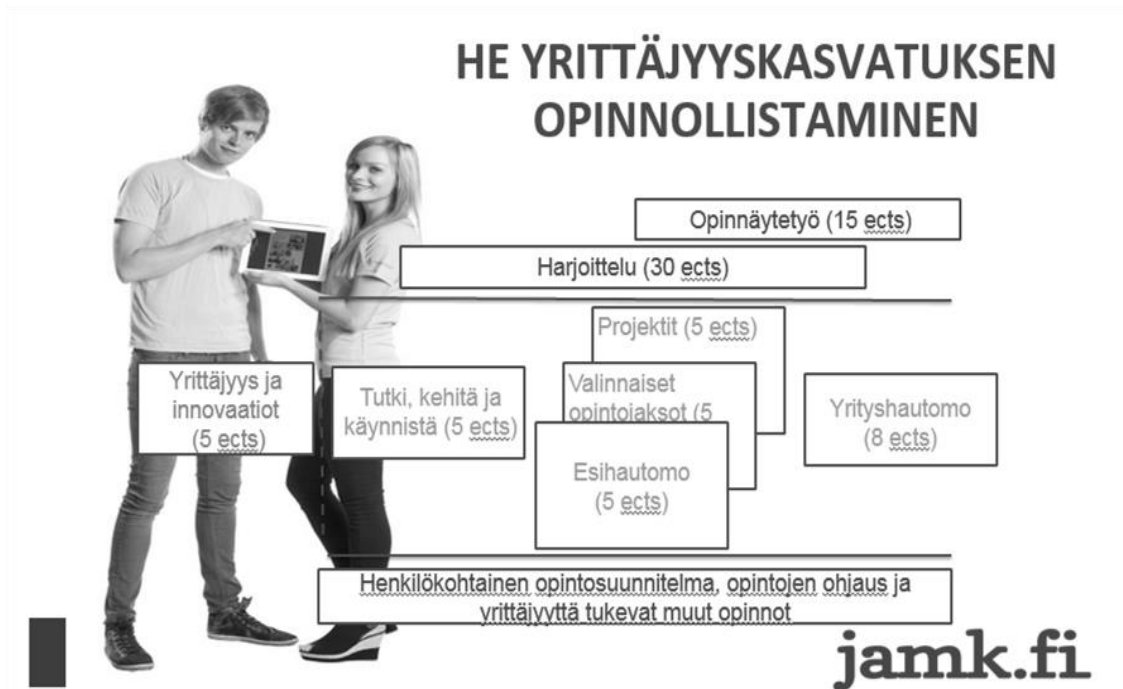 HE YRITTÄJYYSKASVATUKSEN
OPINNOLLISTAMINEN
Opinnäytetyö (15 ects)
Harjoittelu (30 ects)
Projektit (5 ects)
Yrittäjyys ja
innovaatiot
(5 ects)
Tutki, kehitä ja
käynnistä (5 ects)
Valinnaiset
opintojaksot (5
Esihautomo
(5 ects)
Yrityshautomo
(8 ects)
Henkilökohtainen opintosuunnitelma, opintojen ohjaus ja
yrittäjyyttä tukevat muut opinnot
jamk.fi